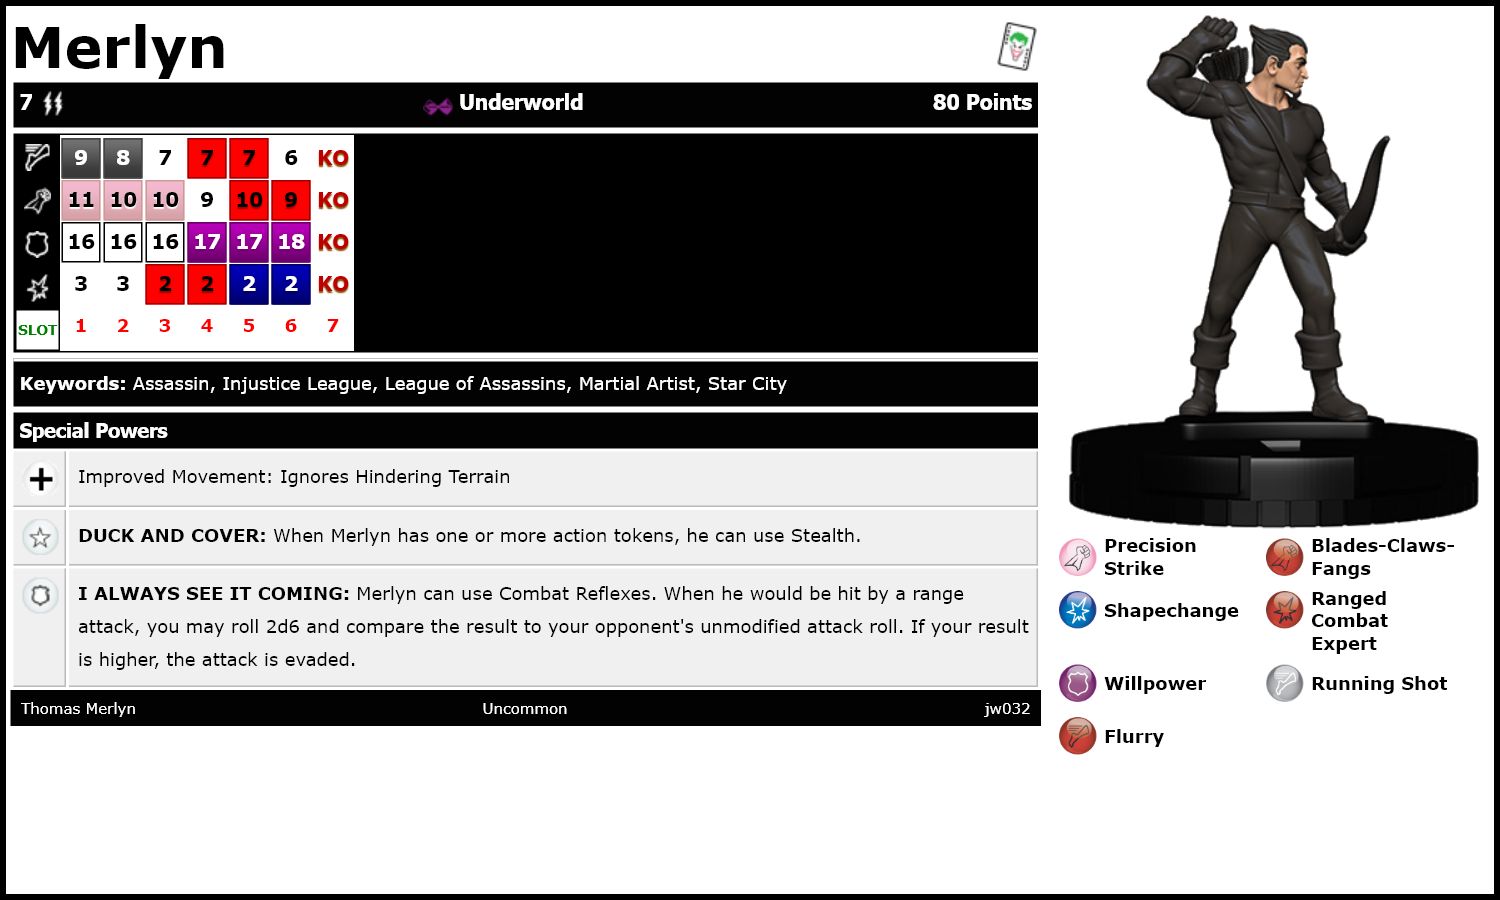 Merlyn
7 Underworld 80 Points
9 8 7 7 7 6 KO
11 10 10 9 10 9 KO
16 16 16 17 17 18 KO
3 3 2 2 2 2 KO
SLOT 1 2 3 4 5 6 7
Keywords: Assassin, Injustice League, League of Assassins, Martial Artist, Star City
Special Powers
Improved Movement: Ignores Hindering Terrain
DUCK AND COVER: When Merlyn has one or more action tokens, he can use Stealth.
I ALWAYS SEE IT COMING: Merlyn can use Combat Reflexes. When he would be hit by a range
attack, you may roll 2d6 and compare the result to your opponent's unmodified attack roll. If your result
is higher, the attack is evaded.
Thomas Merlyn Uncommon jw032
Precision
Strike
Blades-Claws-
Fangs
Shapechange
Ranged
Combat
Expert
Willpower
Running Shot
Flurry